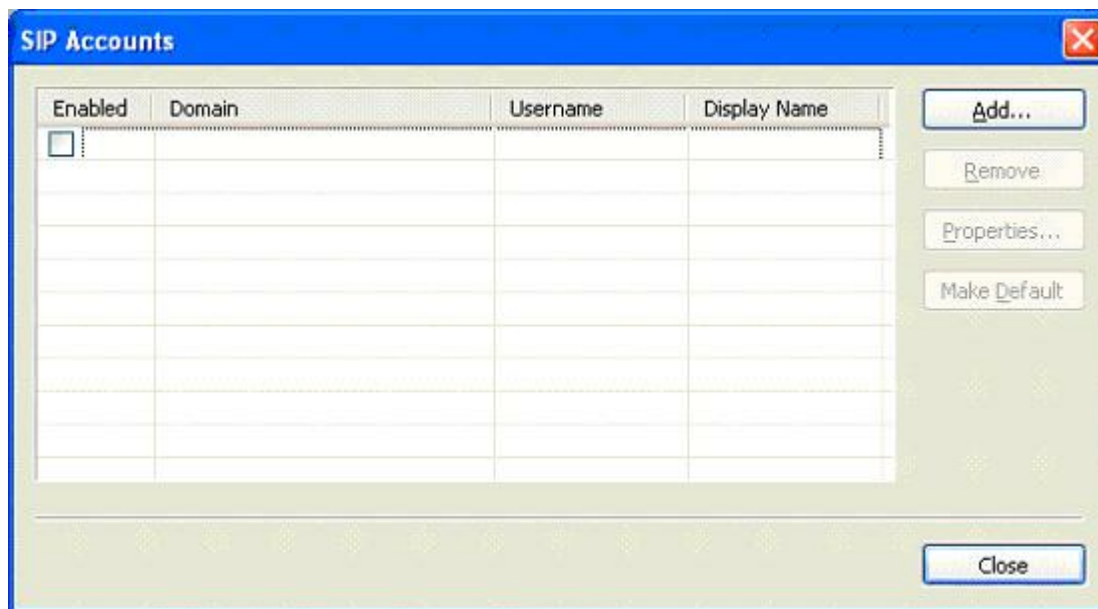 SIP Accounts
Enabled Domain Username Display Name
Add...
Remove
Properties...
Make Default
Close